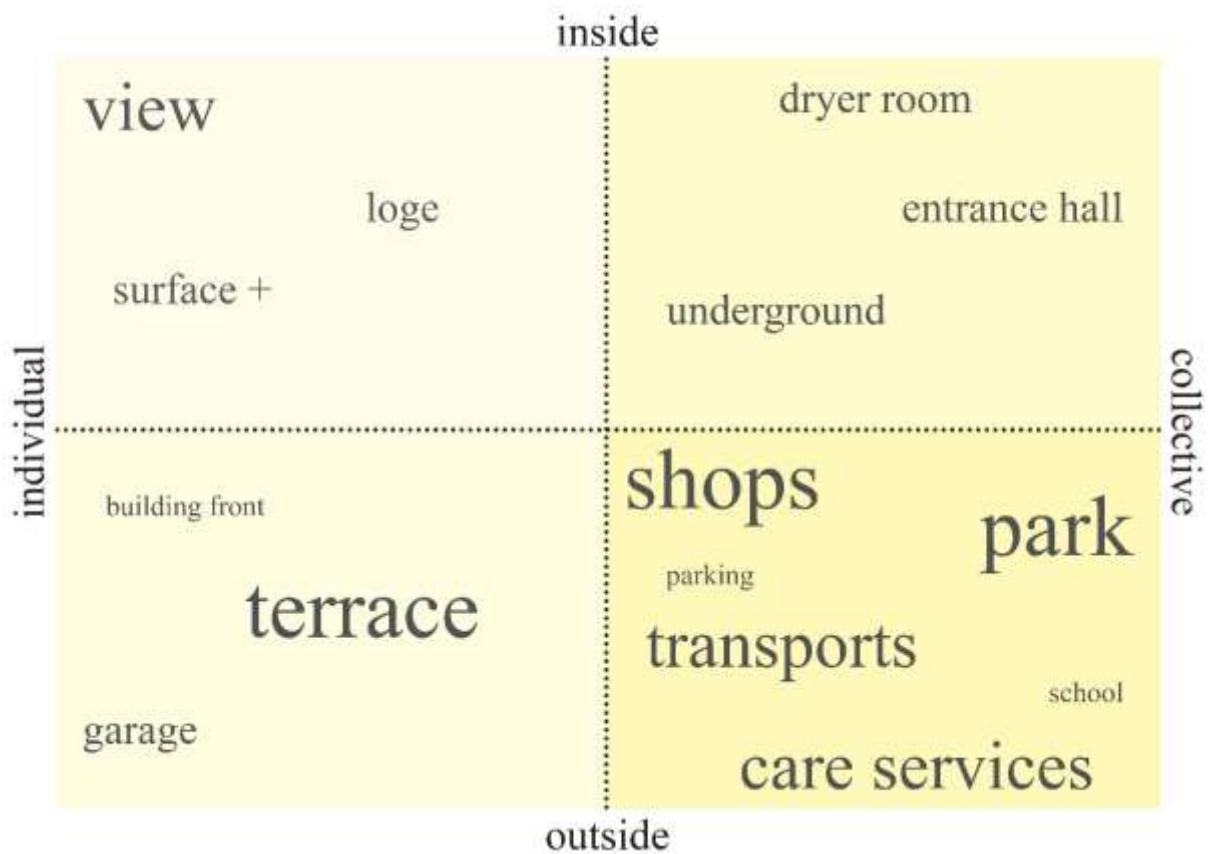 inside
view
dryer room
loge
entrance hall
surface +
underground
individual
collective
shops
building front
park
parking
terrace
transports
school
garage
care services
outside